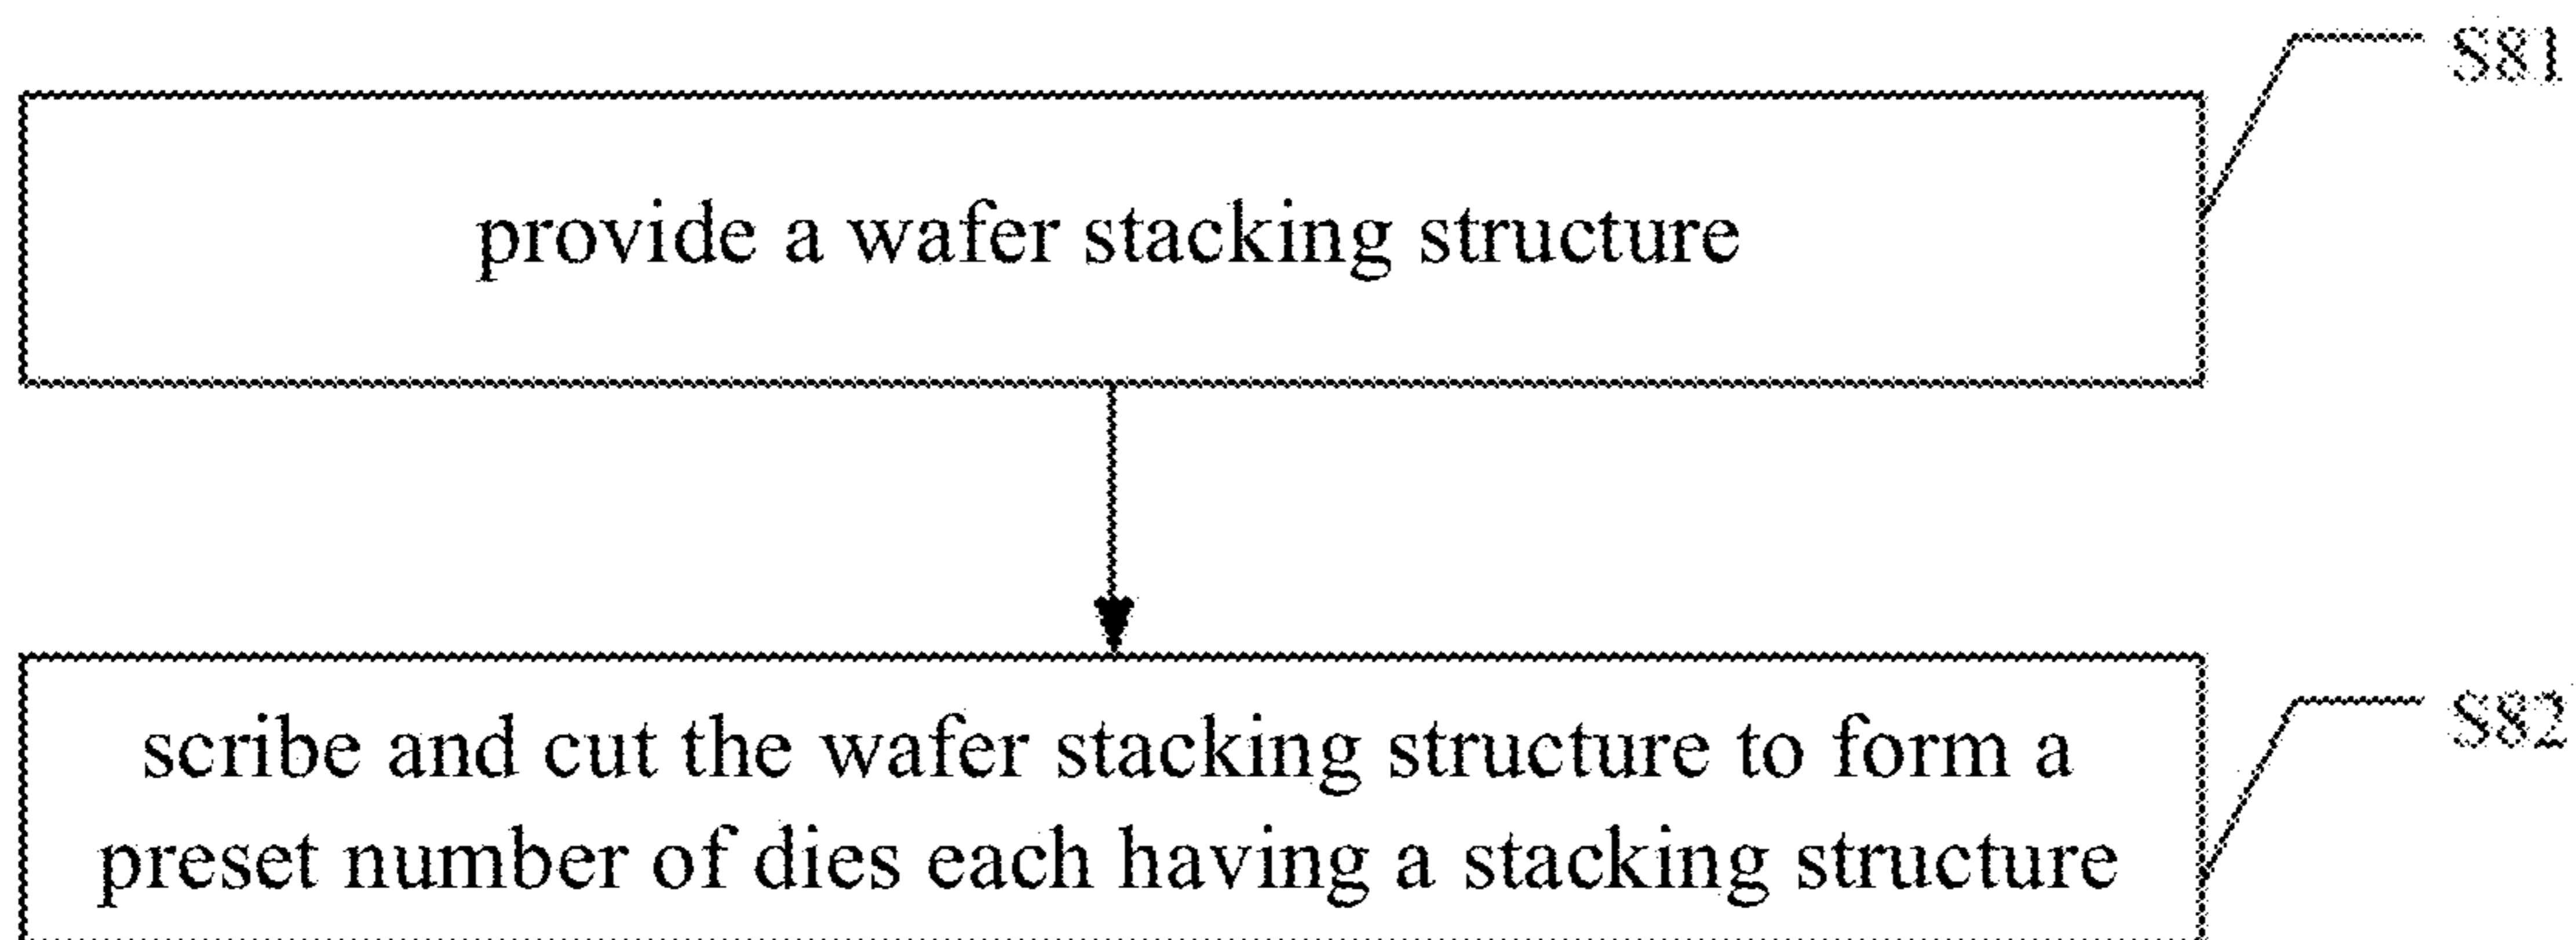 S81
provide a wafer stacking structure
S82
scribe and cut the wafer stacking structure to form a
preset number of dies each having a stacking structure